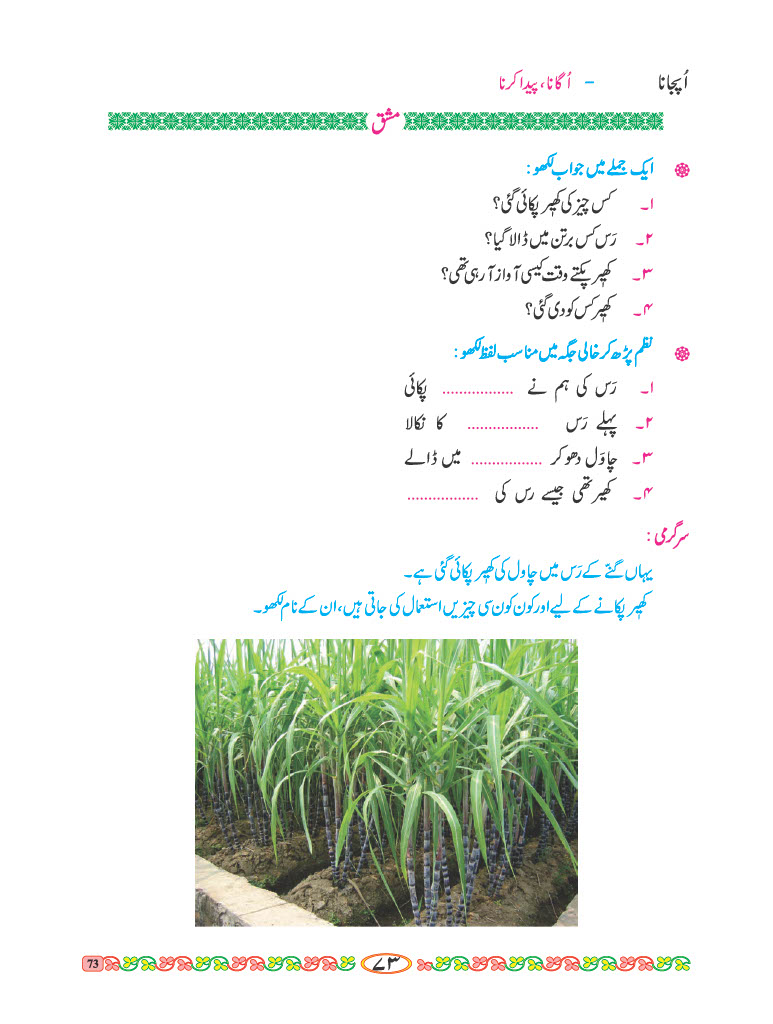 اُپجانا – اُگانا، پیدا کرنا
مشق
ایک جملے میں جواب لکھو :
۱۔ کس چیز کی کھیر پکائی گئی؟
۲۔ رَس کس برتن میں ڈالا گیا؟
۳۔ کھیر پکتے وقت کیسی آواز آ رہی تھی؟
۴۔ کھیر کس کو دی گئی؟
نظم پڑھ کر خالی جگہ میں مناسب لفظ لکھو :
۱۔ رَس کی ہم نے ................. پکائی
۲۔ پہلے رَس ................. کا نکالا
۳۔ چاوَل دھو کر ................. میں ڈالے
۴۔ کھیر تھی جیسے رس کی .................
سرگرمی :
یہاں گنّے کے رَس میں چاول کی کھیر پکائی گئی ہے۔
کھیر پکانے کے لیے اور کون کون سی چیزیں استعمال کی جاتی ہیں، ان کے نام لکھو۔
۷۳
73